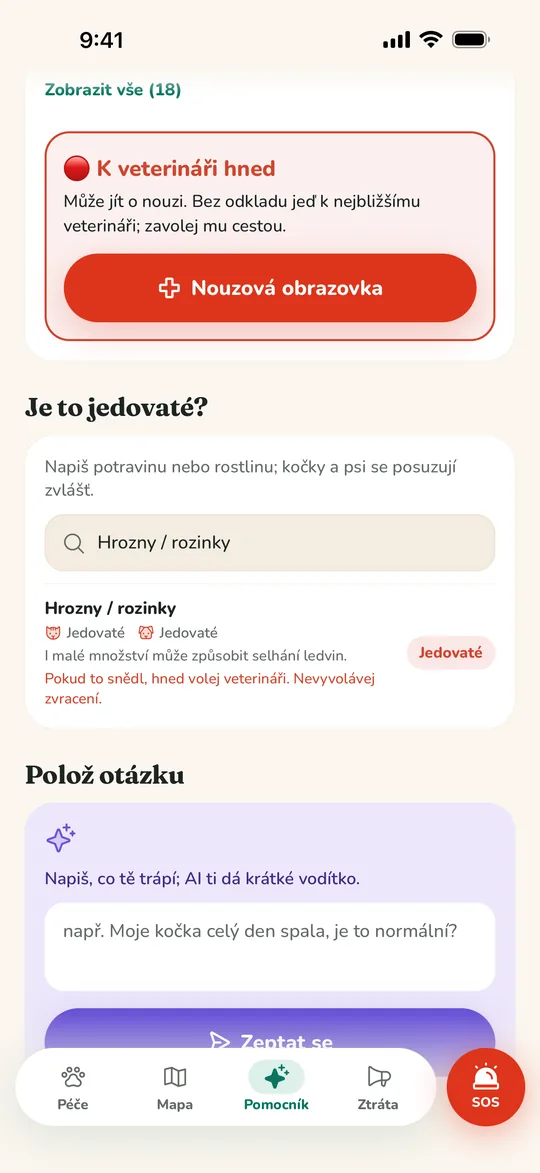 9:41
Zobrazit vše (18)
K veterináři hned
Může jít o nouzi. Bez odkladu jeď k nejbližšímu
veterináři; zavolej mu cestou.
Nouzová obrazovka
Je to jedovaté?
Napiš potravinu nebo rostlinu; kočky a psi se posuzují
zvlášť.
Hrozny / rozinky
Hrozny / rozinky
Jedovaté Jedovaté
I malé množství může způsobit selhání ledvin.
Jedovaté
Pokud to snědl, hned volej veterináři. Nevyvolávej
zvracení.
Polož otázku
Napiš, co tě trápí; AI ti dá krátké vodítko.
např. Moje kočka celý den spala, je to normální?
Zeptat se
Péče
Mapa
Pomocník
Ztráta
SOS